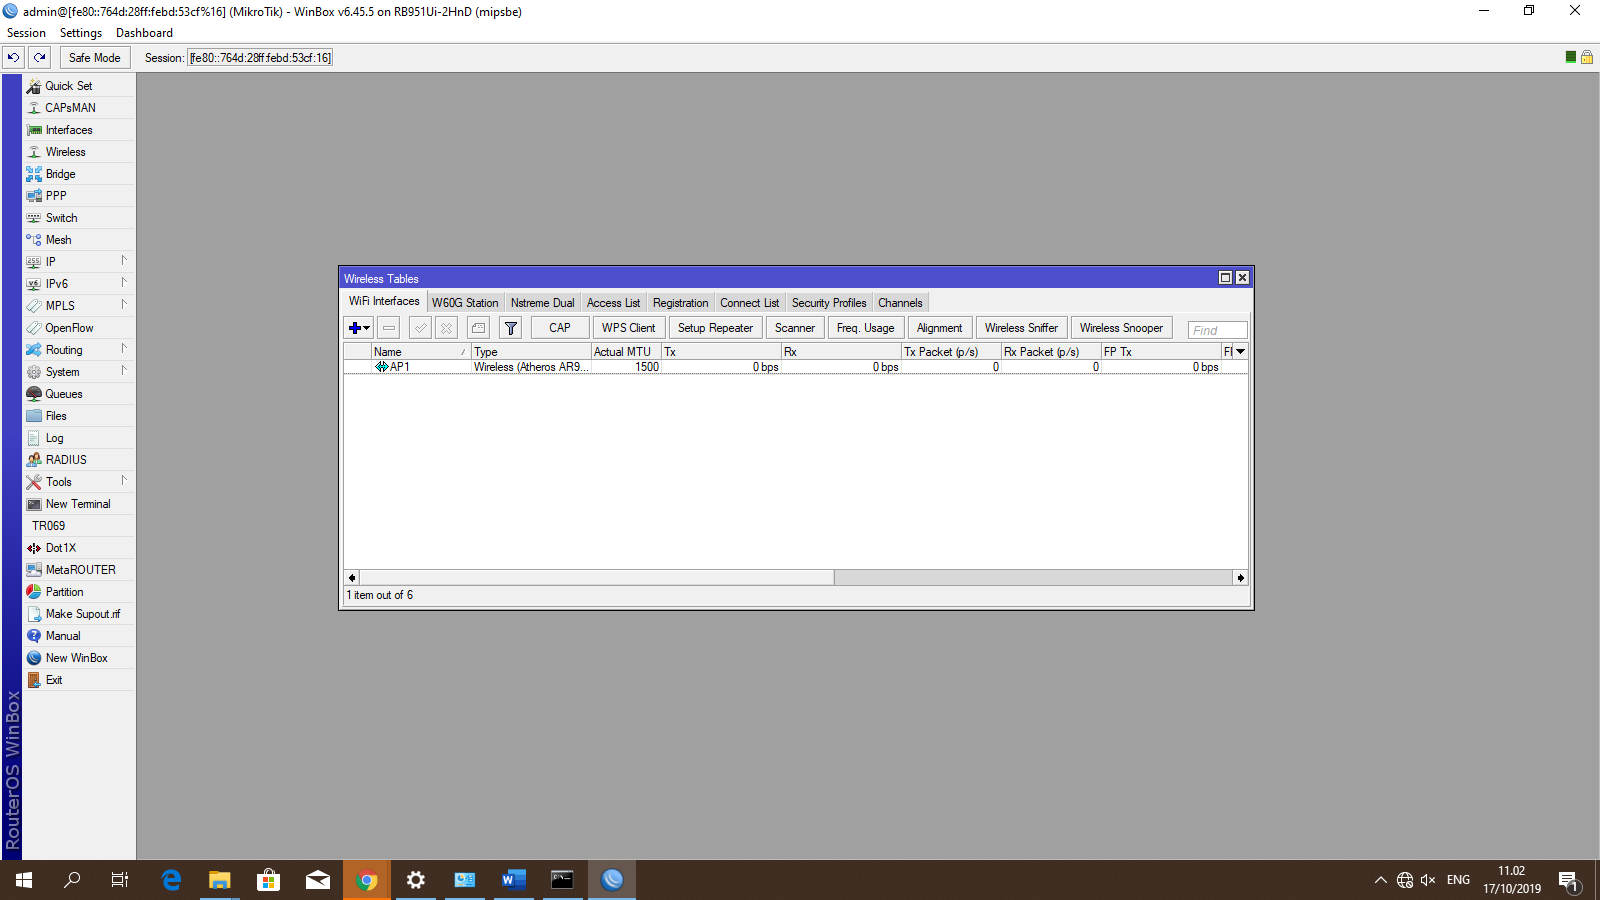 admin@[fe80::764d:28ff:febd:53cf%16] (MikroTik) - WinBox v6.45.5 on RB951Ui-2HnD (mipsbe)
Session Settings Dashboard
Safe Mode Session: [fe80::764d:28ff:febd:53cf:16]
Quick Set
CAPsMAN
Interfaces
Wireless
Bridge
PPP
Switch
Mesh
IP
IPv6
MPLS
OpenFlow
Routing
System
Queues
Files
Log
RADIUS
Tools
New Terminal
TR069
Dot1X
MetaROUTER
Partition
Make Supout.rif
Manual
New WinBox
Exit
RouterOS WinBox
Wireless Tables
WiFi Interfaces W60G Station Nstreme Dual Access List Registration Connect List Security Profiles Channels
CAP WPS Client Setup Repeater Scanner Freq. Usage Alignment Wireless Sniffer Wireless Snooper Find
Name Type Actual MTU Tx Rx Tx Packet (p/s) Rx Packet (p/s) FP Tx
AP1 Wireless (Atheros AR9... 1500 0 bps 0 bps 0 0 0 bps
1 item out of 6
ENG
11.02
17/10/2019
1